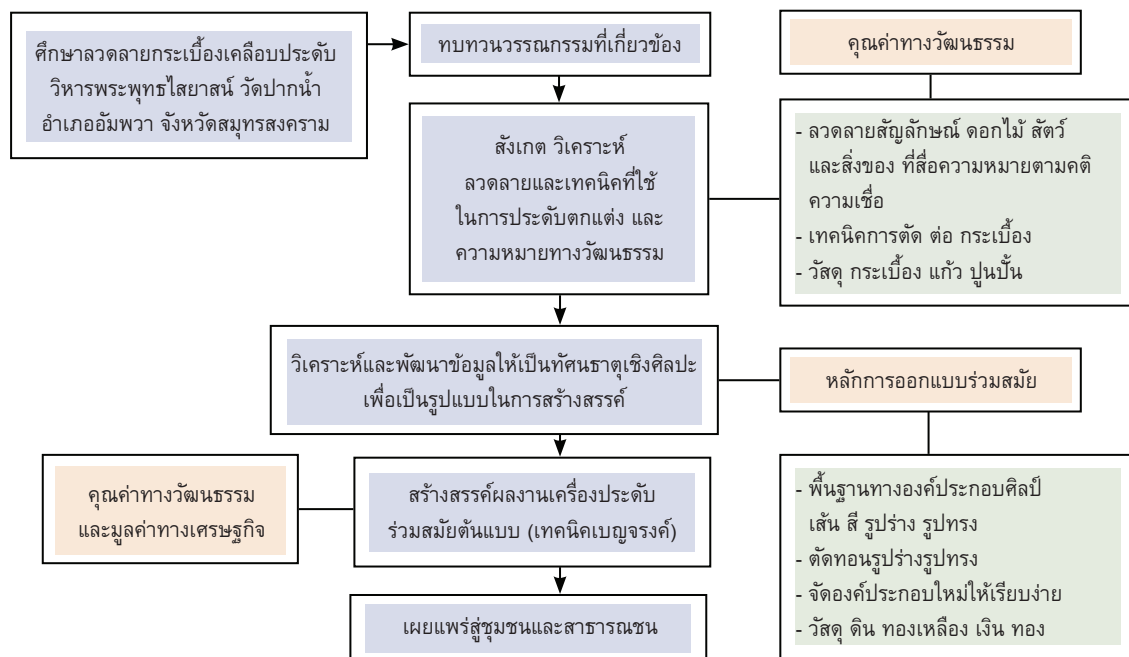 ศึกษาลวดลายกระเบื้องเคลือบประดับ
วิหารพระพุทธไสยาสน์ วัดปากน้ำ
อำเภออัมพวา จังหวัดสมุทรสงคราม
ทบทวนวรรณกรรมที่เกี่ยวข้อง
คุณค่าทางวัฒนธรรม
สังเกต วิเคราะห์
ลวดลายและเทคนิคที่ใช้
ในการประดับตกแต่ง และ
ความหมายทางวัฒนธรรม
- ลวดลายสัญลักษณ์ ดอกไม้ สัตว์
และสิ่งของ ที่สื่อความหมายตามคติ
ความเชื่อ
- เทคนิคการตัด ต่อ กระเบื้อง
- วัสดุ กระเบื้อง แก้ว ปูนปั้น
วิเคราะห์และพัฒนาข้อมูลให้เป็นทัศนธาตุเชิงศิลปะ
เพื่อเป็นรูปแบบในการสร้างสรรค์
หลักการออกแบบร่วมสมัย
คุณค่าทางวัฒนธรรม
และมูลค่าทางเศรษฐกิจ
สร้างสรรค์ผลงานเครื่องประดับ
ร่วมสมัยต้นแบบ (เทคนิคเบญจรงค์)
- พื้นฐานทางองค์ประกอบศิลป์
เส้น สี รูปร่าง รูปทรง
- ตัดทอนรูปร่างรูปทรง
- จัดองค์ประกอบใหม่ให้เรียบง่าย
- วัสดุ ดิน ทองเหลือง เงิน ทอง
เผยแพร่สู่ชุมชนและสาธารณชน